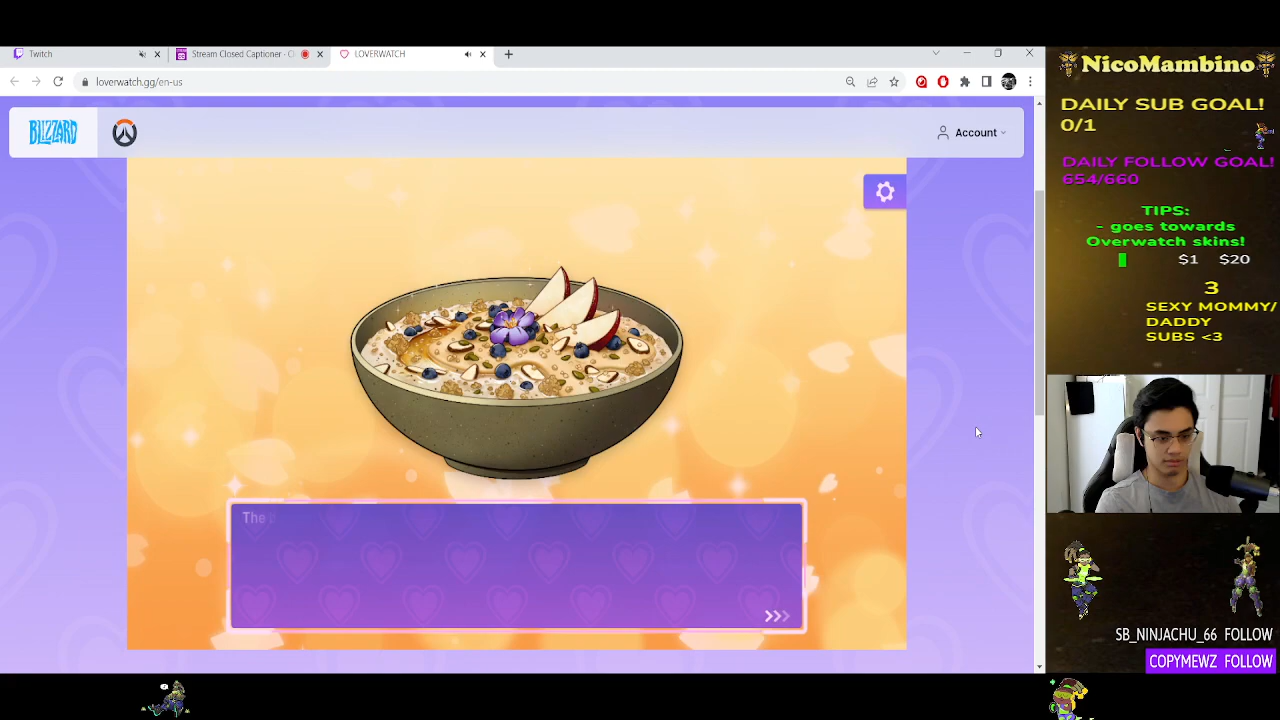 Twitch
Stream Closed Captioner - C
LOVERWATCH
loverwatch.gg/en-us
BLIZZARD
Account
The
NicoMambino
DAILY SUB GOAL!
0/1
DAILY FOLLOW GOAL!
654/660
TIPS:
- goes towards
Overwatch skins!
$1 $20
3
SEXY MOMMY/
DADDY
SUBS <3
SB_NINJACHU_66 FOLLOW
COPYMEWZ FOLLOW